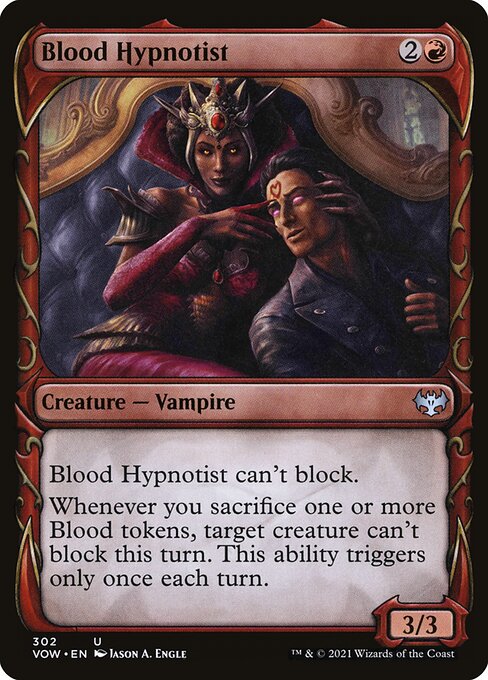 Blood Hypnotist 2
Creature — Vampire
Blood Hypnotist can't block.
Whenever you sacrifice one or more
Blood tokens, target creature can't
block this turn. This ability triggers
only once each turn.
3/3
302 U
VOW • EN Jason A. Engle
™ & © 2021 Wizards of the Coast